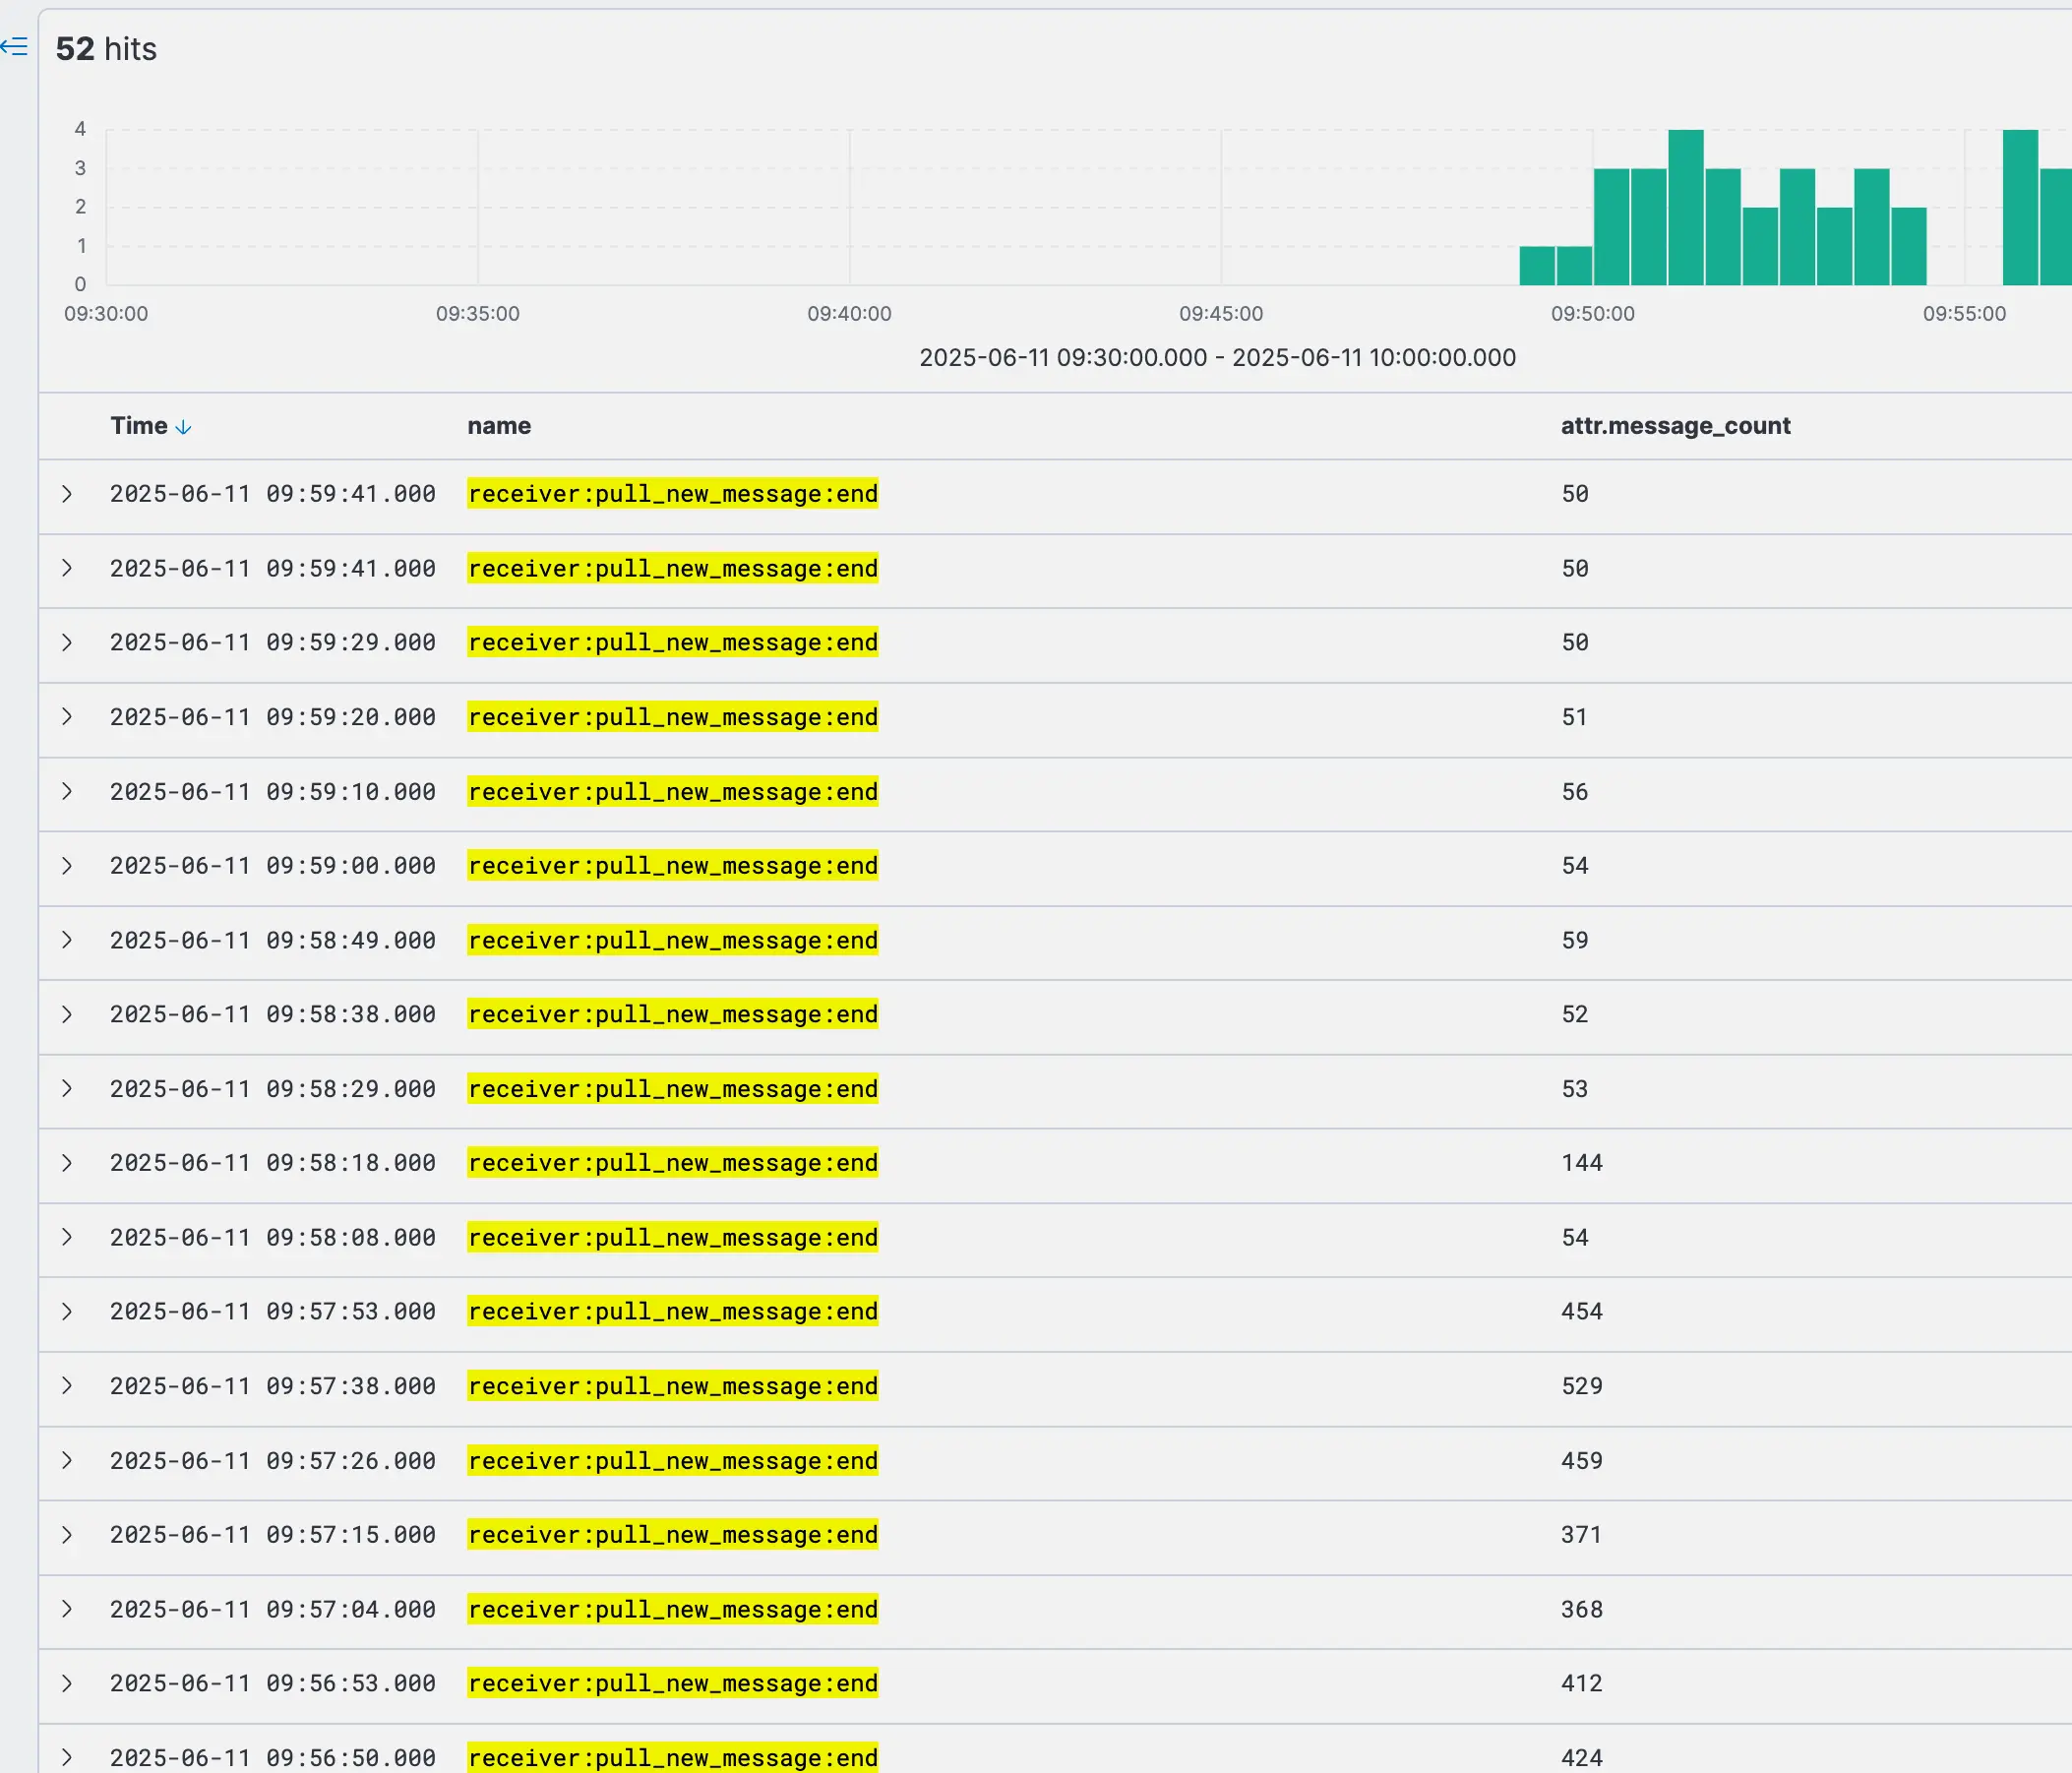 52 hits
4
3
2
1
0
09:30:00 09:35:00 09:40:00 09:45:00 09:50:00 09:55:00
2025-06-11 09:30:00.000 - 2025-06-11 10:00:00.000
Time name attr.message_count
2025-06-11 09:59:41.000 receiver:pull_new_message:end 50
2025-06-11 09:59:41.000 receiver:pull_new_message:end 50
2025-06-11 09:59:29.000 receiver:pull_new_message:end 50
2025-06-11 09:59:20.000 receiver:pull_new_message:end 51
2025-06-11 09:59:10.000 receiver:pull_new_message:end 56
2025-06-11 09:59:00.000 receiver:pull_new_message:end 54
2025-06-11 09:58:49.000 receiver:pull_new_message:end 59
2025-06-11 09:58:38.000 receiver:pull_new_message:end 52
2025-06-11 09:58:29.000 receiver:pull_new_message:end 53
2025-06-11 09:58:18.000 receiver:pull_new_message:end 144
2025-06-11 09:58:08.000 receiver:pull_new_message:end 54
2025-06-11 09:57:53.000 receiver:pull_new_message:end 454
2025-06-11 09:57:38.000 receiver:pull_new_message:end 529
2025-06-11 09:57:26.000 receiver:pull_new_message:end 459
2025-06-11 09:57:15.000 receiver:pull_new_message:end 371
2025-06-11 09:57:04.000 receiver:pull_new_message:end 368
2025-06-11 09:56:53.000 receiver:pull_new_message:end 412
2025-06-11 09:56:50.000 receiver:pull_new_message:end 424